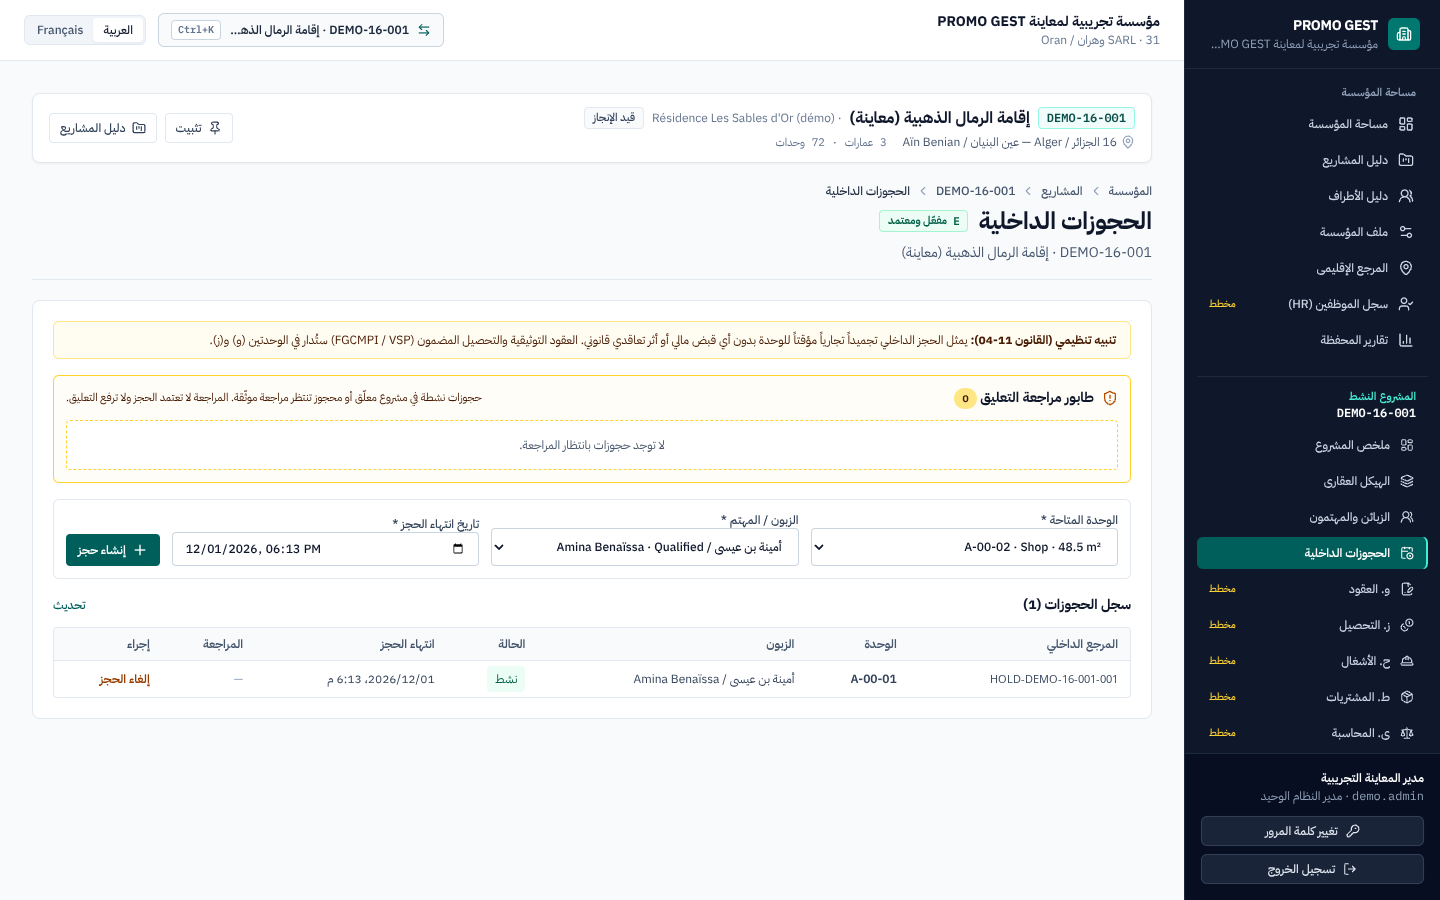 PROMO GEST
مؤسسة تجريبية لمعاينة MO GEST...
مساحة المؤسسة
مساحة المؤسسة
دليل المشاريع
دليل الأطراف
ملف المؤسسة
المرجع الإقليمي
سجل الموظفين (HR) مخطط
تقارير المحفظة
المشروع النشط
DEMO-16-001
ملخص المشروع
الهيكل العقاري
الزبائن والمهتمون
الحجوزات الداخلية
و. العقود مخطط
ز. التحصيل مخطط
ح. الأشغال مخطط
ط. المشتريات مخطط
ي. المحاسبة مخطط
مدير المعاينة التجريبية
demo.admin · مدير النظام الوحيد
تغيير كلمة المرور
تسجيل الخروج
مؤسسة تجريبية لمعاينة PROMO GEST
SARL · 31 وهران / Oran
DEMO-16-001 · إقامة الرمال الذهـ... Ctrl+K
العربية Français
DEMO-16-001 إقامة الرمال الذهبية (معاينة) · Résidence Les Sables d'Or (démo) قيد الإنجاز
16 الجزائر / Alger — عين البنيان / Aïn Benian 3 عمارات · 72 وحدات
تثبيت دليل المشاريع
المؤسسة المشاريع DEMO-16-001 الحجوزات الداخلية
الحجوزات الداخلية E مفعّل ومعتمد
DEMO-16-001 · إقامة الرمال الذهبية (معاينة)
تنبيه تنظيمي (القانون 11-04): يمثل الحجز الداخلي تجميداً تجارياً مؤقتاً للوحدة بدون أي قبض مالي أو أثر تعاقدي قانوني. العقود التوثيقية والتحصيل المضمون (FGCMPI / VSP) ستُدار في الوحدتين (و) و(ز).
طابور مراجعة التعليق 0
حجوزات نشطة في مشروع معلّق أو محجوز تنتظر مراجعة موثّقة. المراجعة لا تعتمد الحجز ولا ترفع التعليق.
لا توجد حجوزات بانتظار المراجعة.
الوحدة المتاحة *
A-00-02 · Shop · 48.5 m²
الزبون / المهتم *
أمينة بن عيسى / Amina Benaïssa · Qualified
تاريخ انتهاء الحجز *
12/01/2026, 06:13 PM
إنشاء حجز
سجل الحجوزات (1) تحديث
المرجع الداخلي الوحدة الزبون الحالة انتهاء الحجز المراجعة إجراء
HOLD-DEMO-16-001-001 A-00-01 أمينة بن عيسى / Amina Benaïssa نشط 2026/12/01، 6:13 م — إلغاء الحجز